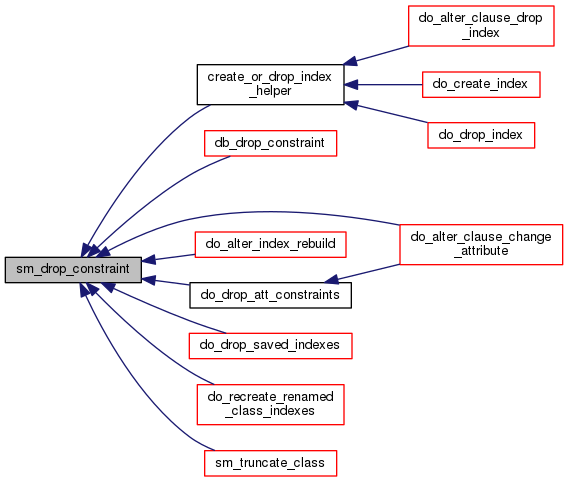 do_alter_clause_drop
_index
create_or_drop_index
_helper
do_create_index
do_drop_index
db_drop_constraint
do_alter_clause_change
_attribute
do_alter_index_rebuild
sm_drop_constraint
do_drop_att_constraints
do_drop_saved_indexes
do_recreate_renamed
_class_indexes
sm_truncate_class